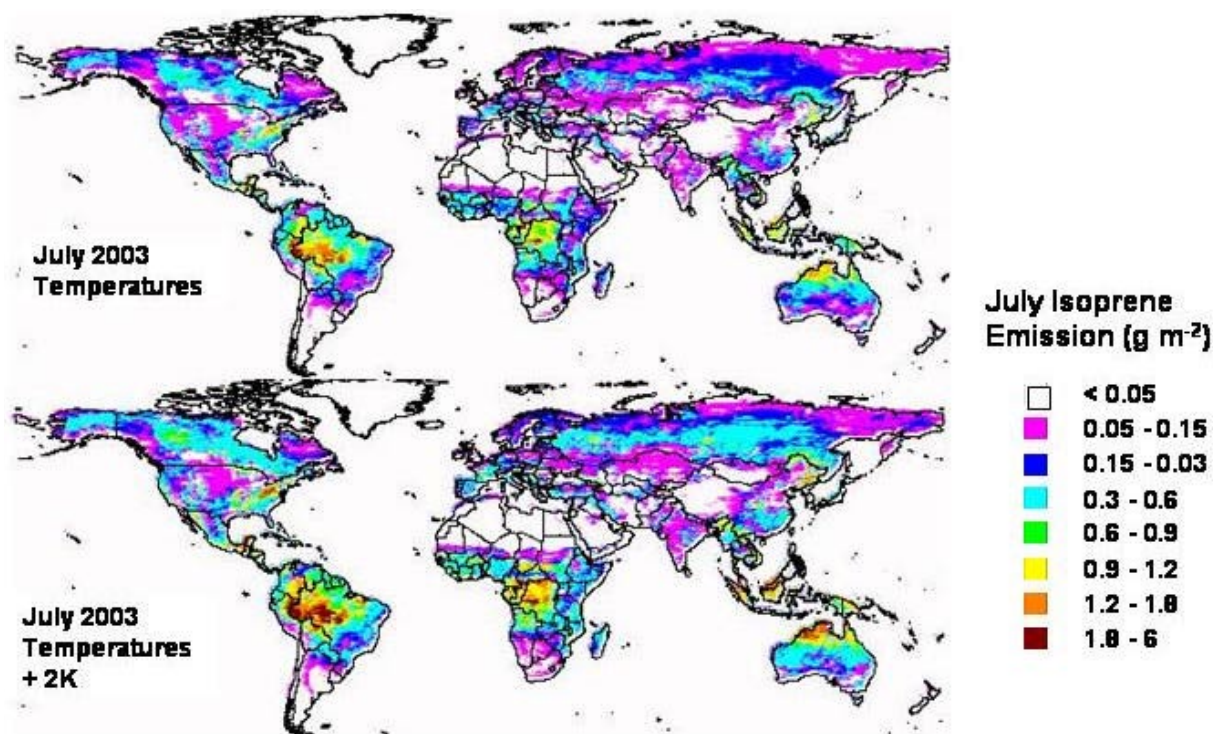 July 2003
Temperatures
July 2003
Temperatures
+ 2K
July Isoprene
Emission (g m⁻²)
< 0.05
0.05 - 0.15
0.15 - 0.03
0.3 - 0.6
0.6 - 0.9
0.9 - 1.2
1.2 - 1.8
1.8 - 6